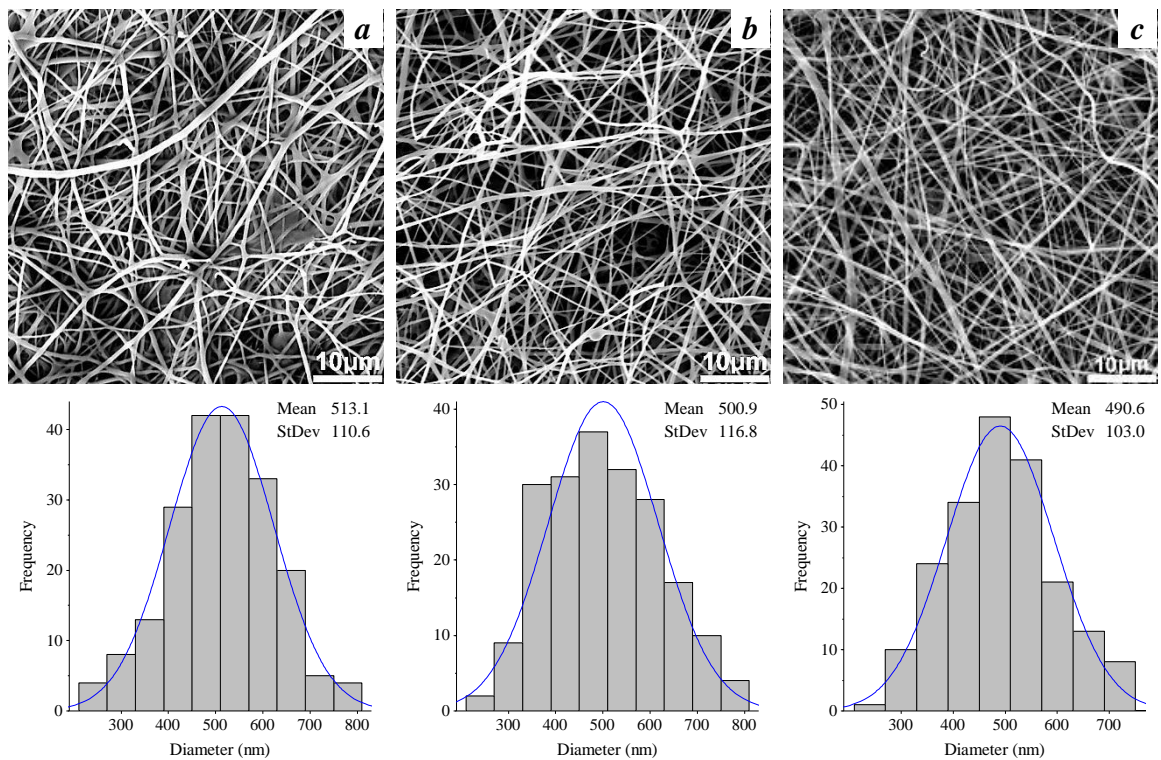 a
b
c
10µm
10µm
10µm
Mean 513.1
StDev 110.6
40
30
20
10
0
Frequency
300 400 500 600 700 800
Diameter (nm)
Mean 500.9
StDev 116.8
40
30
20
10
0
Frequency
300 400 500 600 700 800
Diameter (nm)
Mean 490.6
StDev 103.0
50
40
30
20
10
0
Frequency
300 400 500 600 700
Diameter (nm)